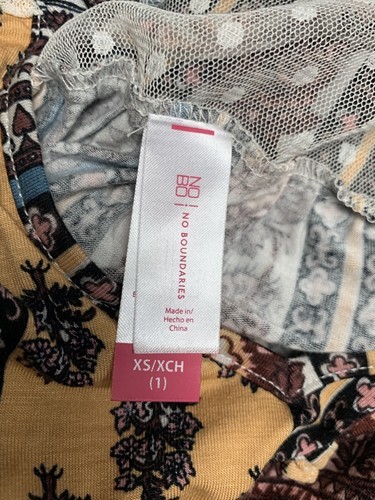 NO
BO
NO BOUNDARIES
Made in/
Hecho en
China
XS/XCH
(1)